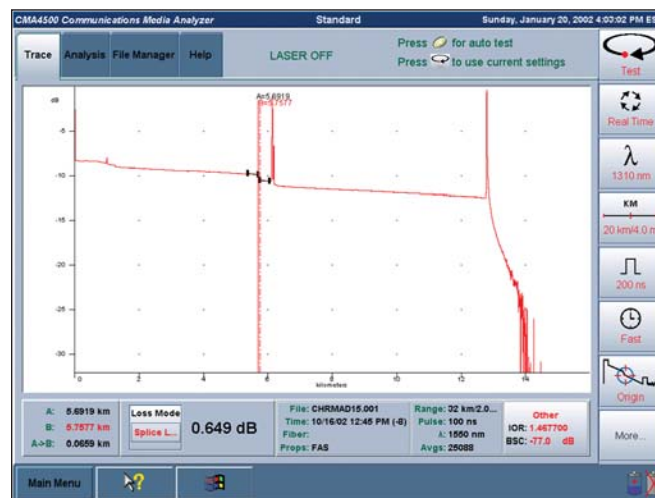 CMA4500 Communications Media Analyzer Standard Sunday, January 20, 2002 4:03:02 PM ES
Trace Analysis File Manager Help LASER OFF
Press for auto test
Press to use current settings
Test
Real Time
λ
1310 nm
KM
20 km/4.0 m
200 ns
Fast
Origin
More...
dB
A=5.6919
B=5.7577
-5
-10
-15
-20
-25
-30
0 2 4 6 8 10 12 14
kilometers
A: 5.6919 km
B: 5.7577 km
A->B: 0.0659 km
Loss Mode
Splice L...
0.649 dB
File: CHRMAD15.001
Time: 10/16/02 12:45 PM (-6)
Fiber:
Props: FAS
Range: 32 km/2.0...
Pulse: 100 ns
λ: 1550 nm
Avgs: 25088
Other
IOR: 1.467700
BSC: -77.0 dB
Main Menu